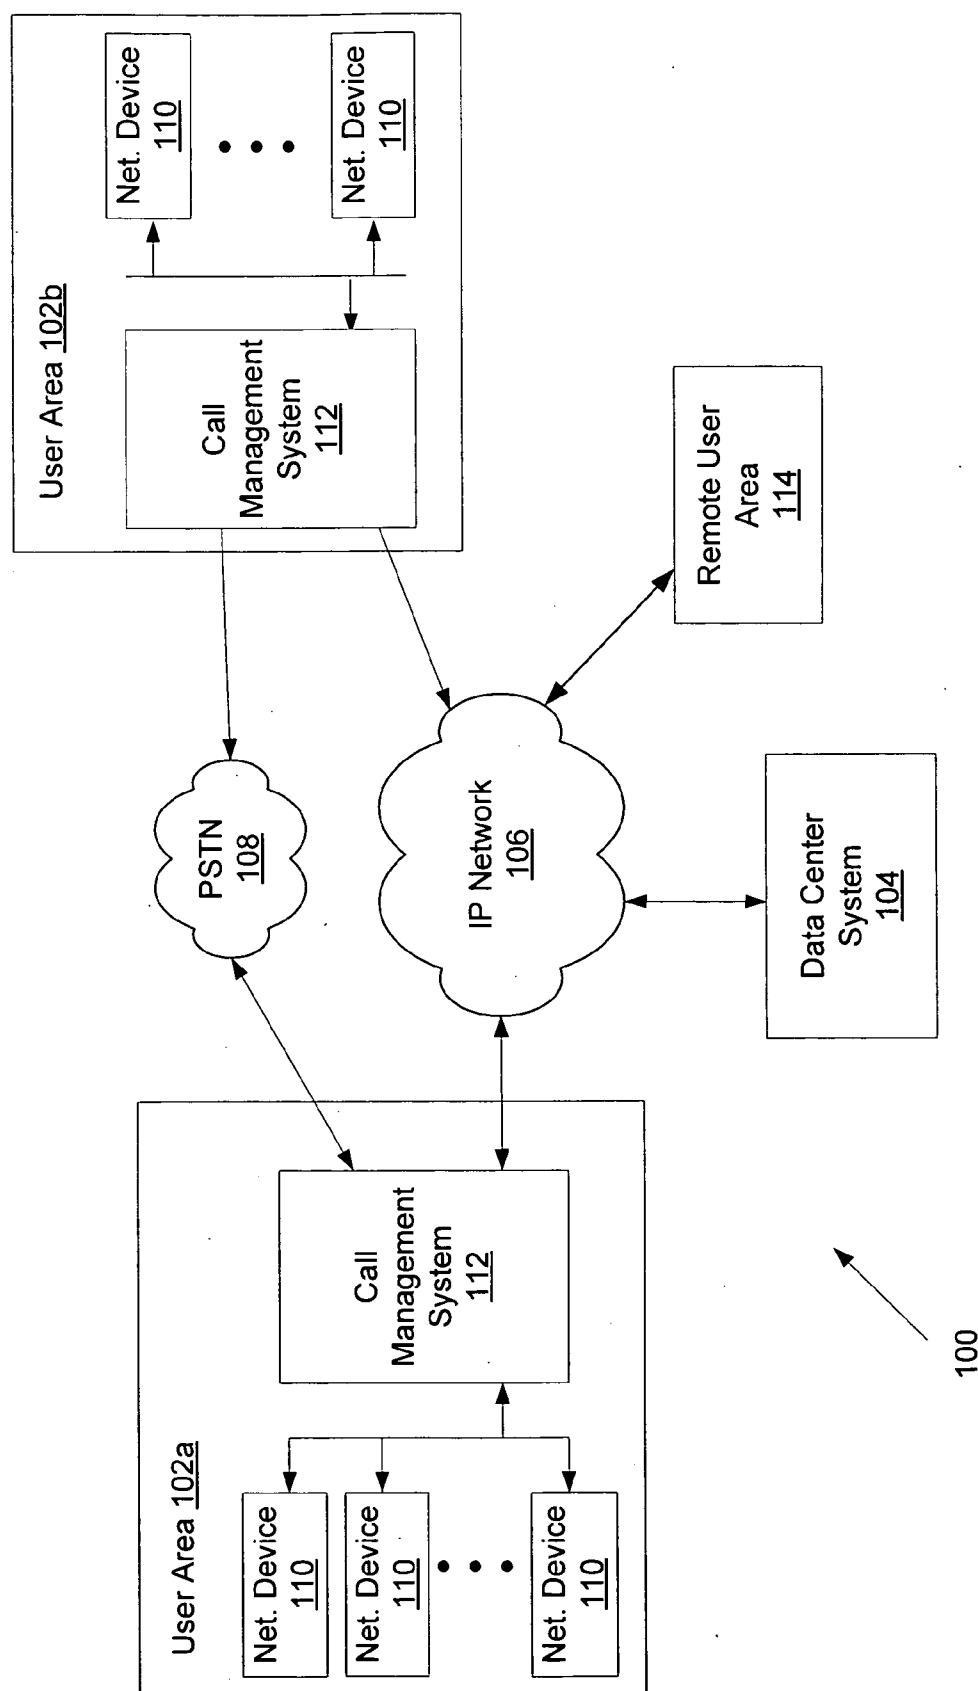 User Area 102a
Net. Device
110
Net. Device
110
Net. Device
110
Call
Management
System
112
PSTN
108
IP Network
106
Data Center
System
104
Remote User
Area
114
User Area 102b
Call
Management
System
112
Net. Device
110
Net. Device
110
100